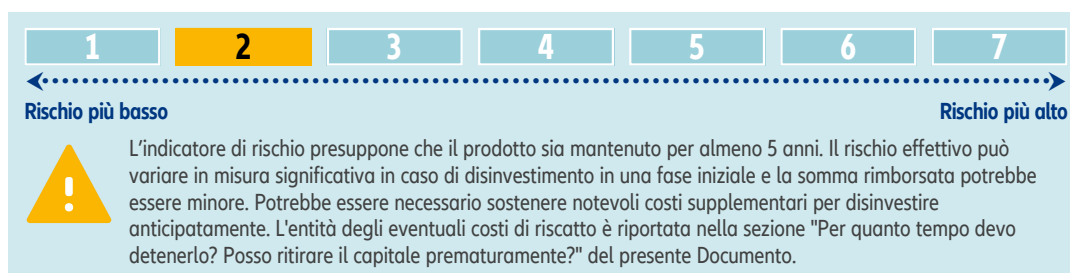 1 2 3 4 5 6 7
Rischio più basso Rischio più alto
L'indicatore di rischio presuppone che il prodotto sia mantenuto per almeno 5 anni. Il rischio effettivo può
variare in misura significativa in caso di disinvestimento in una fase iniziale e la somma rimborsata potrebbe
essere minore. Potrebbe essere necessario sostenere notevoli costi supplementari per disinvestire
anticipatamente. L'entità degli eventuali costi di riscatto è riportata nella sezione "Per quanto tempo devo
detenerlo? Posso ritirare il capitale prematuramente?" del presente Documento.